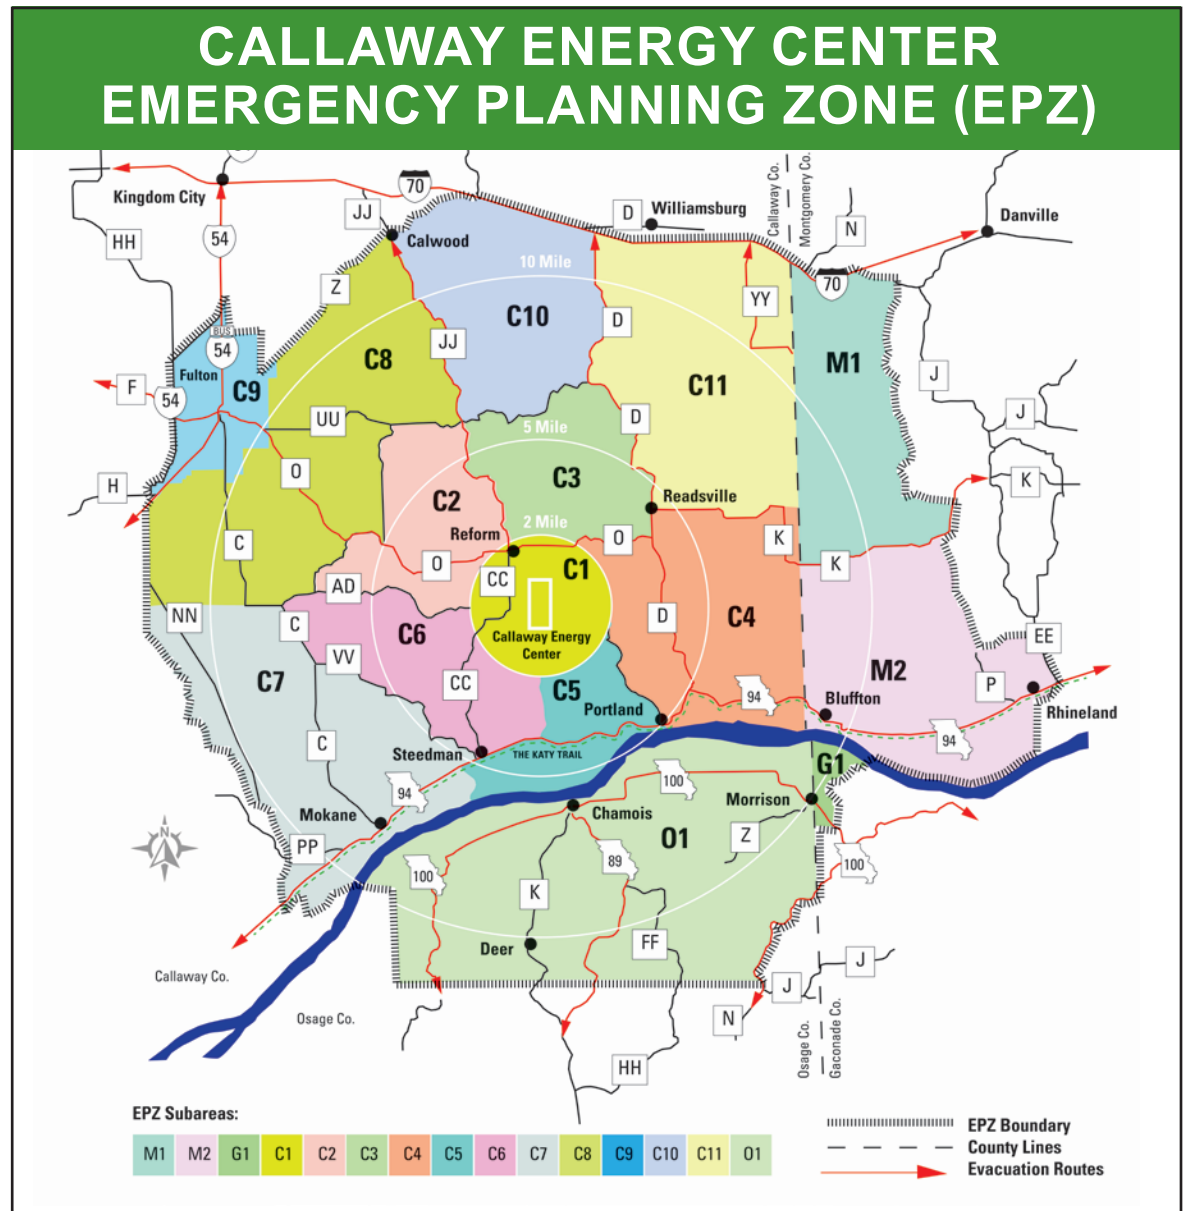 CALLAWAY ENERGY CENTER
EMERGENCY PLANNING ZONE (EPZ)
Callaway Co.
Montgomery Co.
Kingdom City
70
JJ
D
Williamsburg
N
Danville
HH
54
Calwood
10 Mile
Z
YY
70
C10
D
BUS
54
JJ
C8
M1
Fulton
C9
F
54
C11
J
J
UU
D
5 Mile
O
C3
K
H
C2
Readsville
2 Mile
Reform
C
O
K
O
C1
CC
K
AD
NN
C
D
C4
EE
C6
Callaway Energy
Center
VV
M2
C7
CC
C5
P
94
Bluffton
Portland
Rhineland
C
94
Steedman
THE KATY TRAIL
G1
100
94
Morrison
Mokane
Chamois
O1
Z
N
PP
89
100
100
K
Deer
FF
J
J
Callaway Co.
Osage Co.
N
Osage Co.
Gaconade Co.
HH
EPZ Subareas:
M1 M2 G1 C1 C2 C3 C4 C5 C6 C7 C8 C9 C10 C11 O1
EPZ Boundary
County Lines
Evacuation Routes